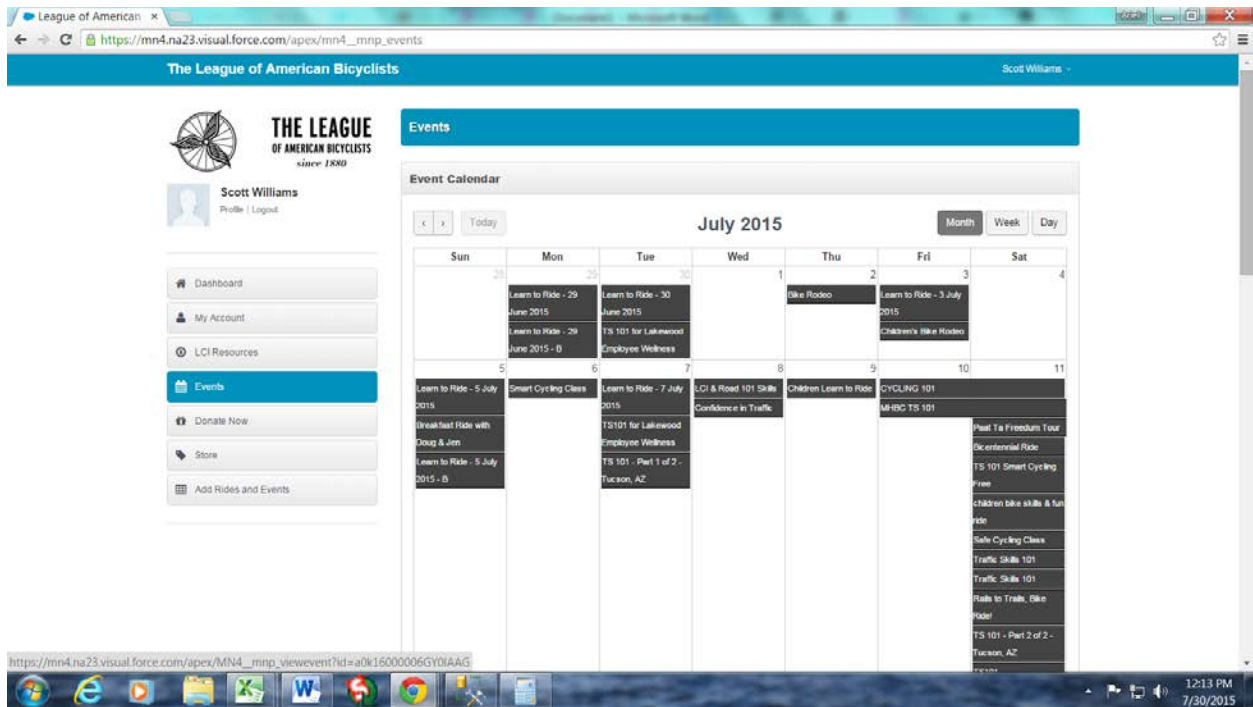 League of American
https://mn4.na23.visual.force.com/apex/mn4__mnp_events
The League of American Bicyclists
Scott Williams
THE LEAGUE
OF AMERICAN BICYCLISTS
since 1880
Scott Williams
Profile | Logout
Dashboard
My Account
LCI Resources
Events
Donate Now
Store
Add Rides and Events
Events
Event Calendar
Today
July 2015
Month Week Day
Sun Mon Tue Wed Thu Fri Sat
28 29 30 1 2 3 4
Learn to Ride - 29
June 2015
Learn to Ride - 29
June 2015 - B
Learn to Ride - 30
June 2015
TS 101 for Lakewood
Employee Wellness
Bike Rodeo
Learn to Ride - 3 July
2015
Children's Bike Rodeo
5 6 7 8 9 10 11
Learn to Ride - 5 July
2015
Breakfast Ride with
Doug & Jen
Learn to Ride - 5 July
2015 - B
Smart Cycling Class
Learn to Ride - 7 July
2015
TS101 for Lakewood
Employee Wellness
TS 101 - Part 1 of 2 -
Tucson, AZ
LCI & Road 101 Skills
Confidence in Traffic
Children Learn to Ride
CYCLING 101
MHBC TS 101
Peat Ta Freedum Tour
Bicentennial Ride
TS 101 Smart Cycling
Free
children bike skills & fun
ride
Safe Cycling Class
Traffic Skills 101
Traffic Skills 101
Rails to Trails, Bike
Ride!
TS 101 - Part 2 of 2 -
Tucson, AZ
TS101
https://mn4.na23.visual.force.com/apex/MN4__mnp_viewevent?id=a0k16000006GY0IAAG
12:13 PM
7/30/2015